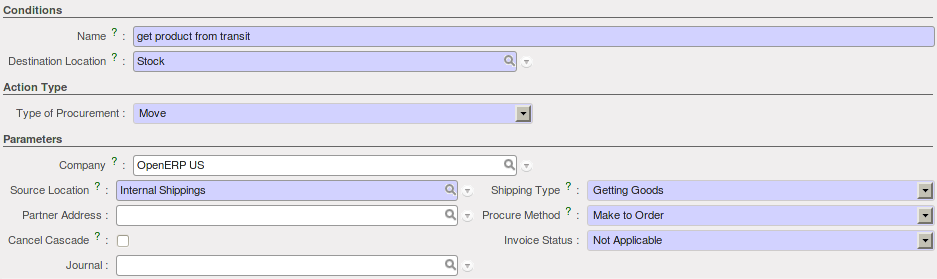 Conditions
Name ? : get product from transit
Destination Location ? : Stock
Action Type
Type of Procurement : Move
Parameters
Company ? : OpenERP US
Source Location ? : Internal Shippings Shipping Type ? : Getting Goods
Partner Address : Procure Method ? : Make to Order
Cancel Cascade ? : Invoice Status : Not Applicable
Journal :